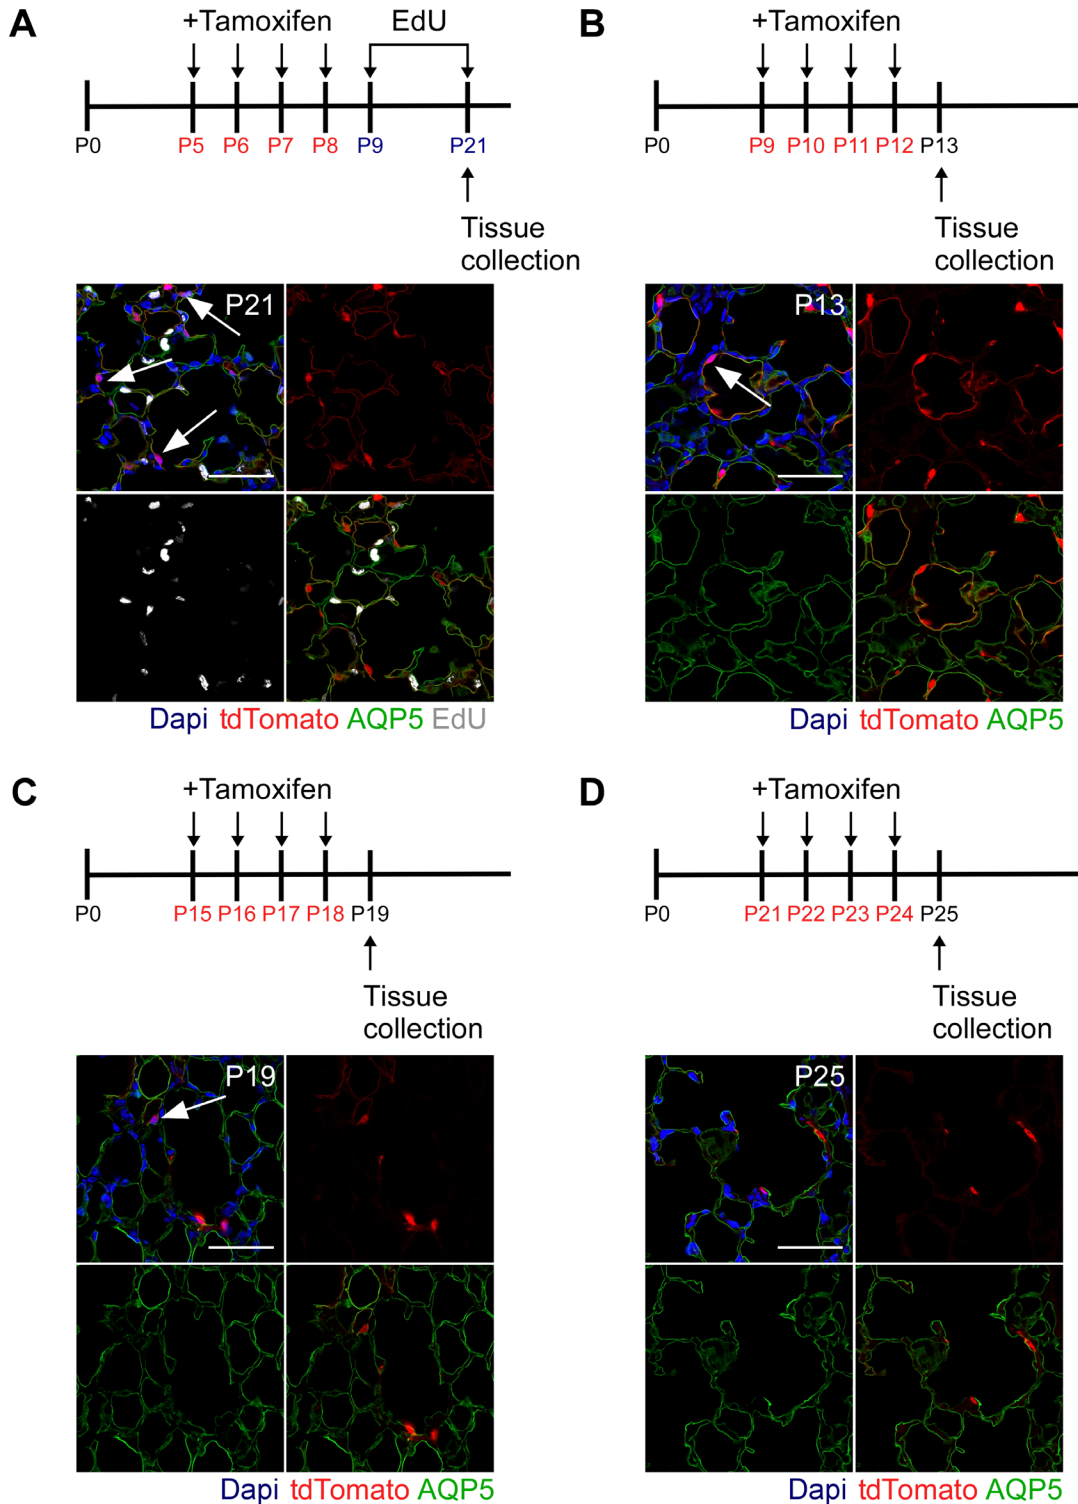 A
+Tamoxifen EdU
P0 P5 P6 P7 P8 P9 P21
Tissue
collection
P21
Dapi tdTomato AQP5 EdU
B
+Tamoxifen
P0 P9 P10 P11 P12 P13
Tissue
collection
P13
Dapi tdTomato AQP5
C
+Tamoxifen
P0 P15 P16 P17 P18 P19
Tissue
collection
P19
Dapi tdTomato AQP5
D
+Tamoxifen
P0 P21 P22 P23 P24 P25
Tissue
collection
P25
Dapi tdTomato AQP5